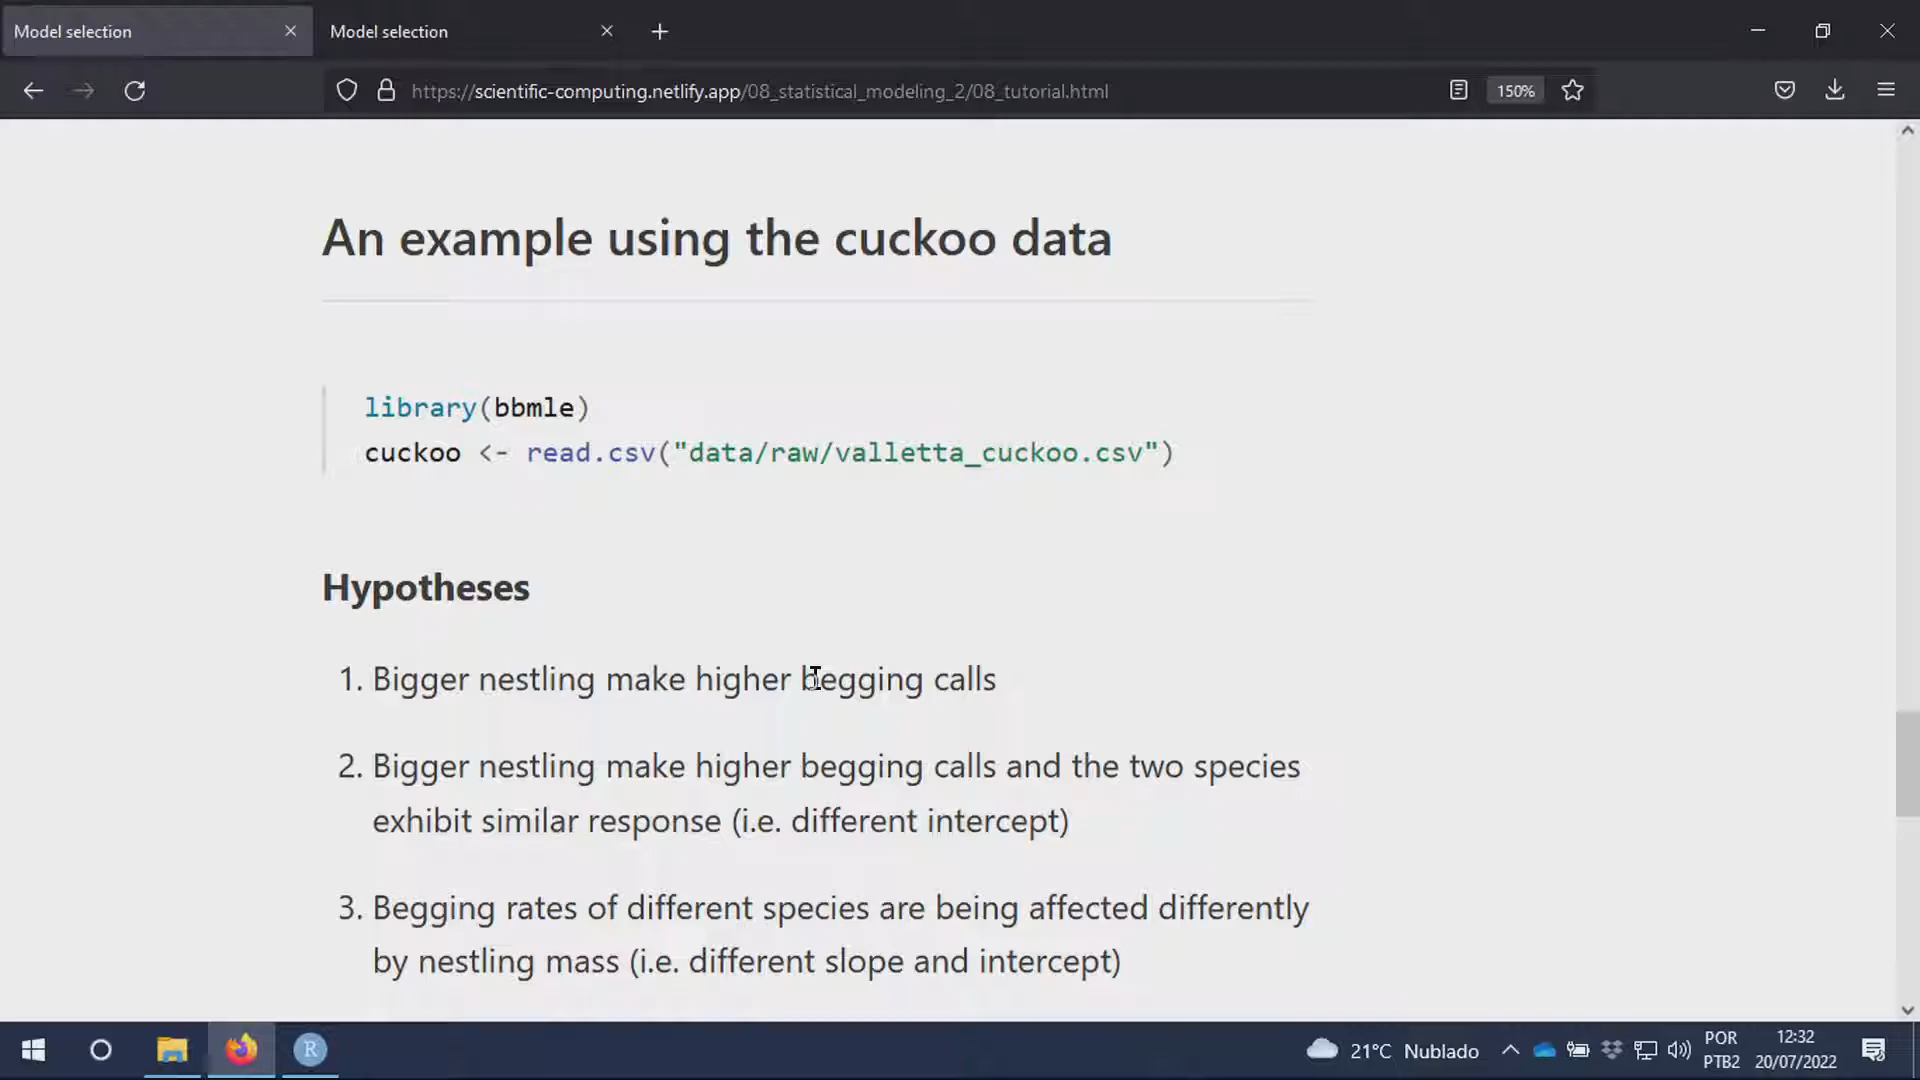 Model selection
Model selection
https://scientific-computing.netlify.app/08_statistical_modeling_2/08_tutorial.html
150%
An example using the cuckoo data
library(bbmle)
cuckoo <- read.csv("data/raw/valletta_cuckoo.csv")
Hypotheses
1. Bigger nestling make higher begging calls
2. Bigger nestling make higher begging calls and the two species
exhibit similar response (i.e. different intercept)
3. Begging rates of different species are being affected differently
by nestling mass (i.e. different slope and intercept)
R
21°C Nublado
POR
PTB2
12:32
20/07/2022